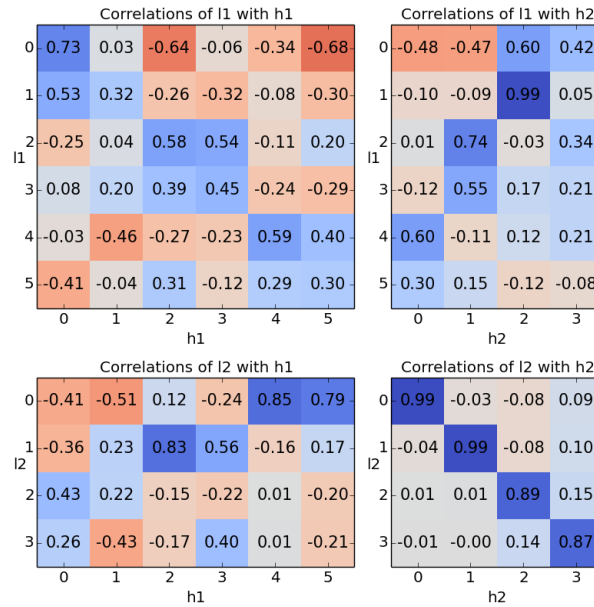 Correlations of l1 with h1
0 0.73 0.03 -0.64 -0.06 -0.34 -0.68
1 0.53 0.32 -0.26 -0.32 -0.08 -0.30
2 -0.25 0.04 0.58 0.54 -0.11 0.20
l1
3 0.08 0.20 0.39 0.45 -0.24 -0.29
4 -0.03 -0.46 -0.27 -0.23 0.59 0.40
5 -0.41 -0.04 0.31 -0.12 0.29 0.30
0 1 2 3 4 5
h1
Correlations of l1 with h2
0 -0.48 -0.47 0.60 0.42
1 -0.10 -0.09 0.99 0.05
2 0.01 0.74 -0.03 0.34
l1
3 -0.12 0.55 0.17 0.21
4 0.60 -0.11 0.12 0.21
5 0.30 0.15 -0.12 -0.08
0 1 2 3
h2
Correlations of l2 with h1
0 -0.41 -0.51 0.12 -0.24 0.85 0.79
1 -0.36 0.23 0.83 0.56 -0.16 0.17
l2
2 0.43 0.22 -0.15 -0.22 0.01 -0.20
3 0.26 -0.43 -0.17 0.40 0.01 -0.21
0 1 2 3 4 5
h1
Correlations of l2 with h2
0 0.99 -0.03 -0.08 0.09
1 -0.04 0.99 -0.08 0.10
l2
2 0.01 0.01 0.89 0.15
3 -0.01 -0.00 0.14 0.87
0 1 2 3
h2